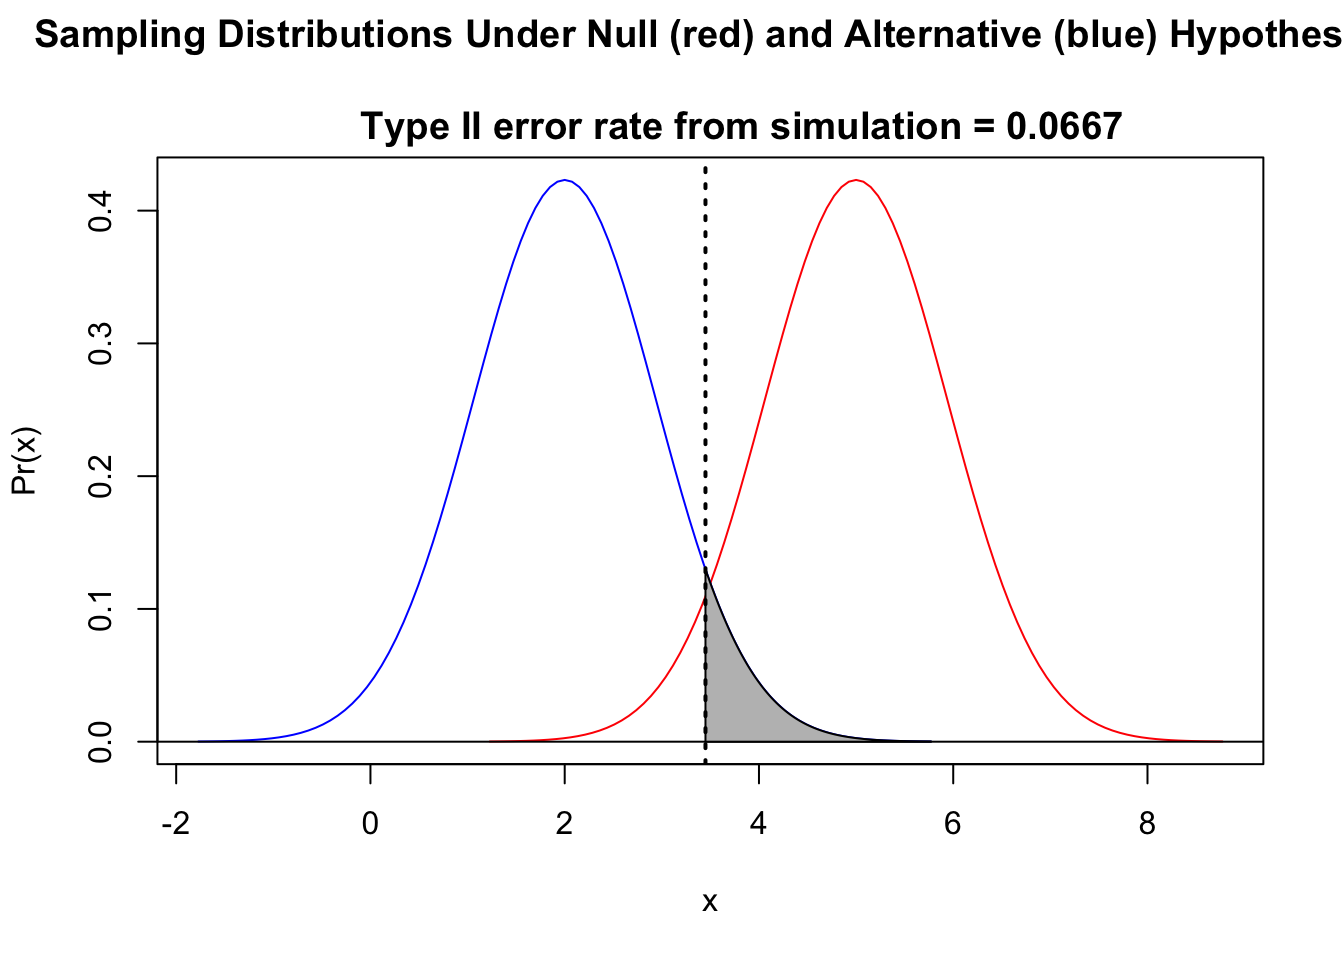 Sampling Distributions Under Null (red) and Alternative (blue) Hypothes
Type II error rate from simulation = 0.0667
Pr(x)
0.4
0.3
0.2
0.1
0.0
-2 0 2 4 6 8
x